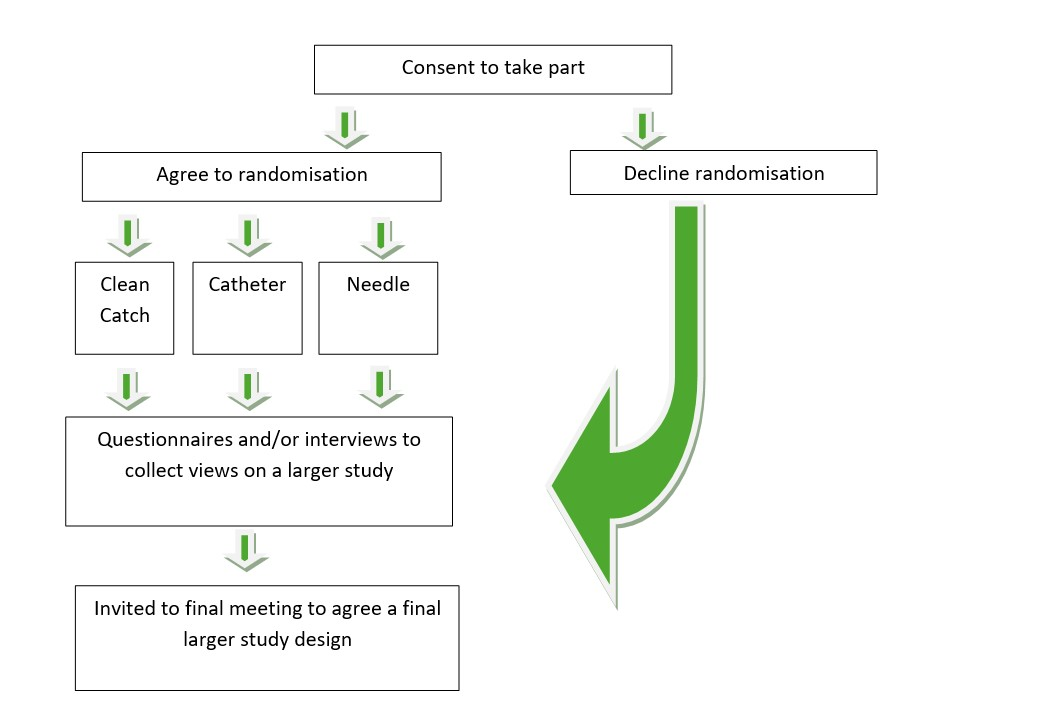 Consent to take part
Agree to randomisation
Decline randomisation
Clean
Catch
Catheter
Needle
Questionnaires and/or interviews to
collect views on a larger study
Invited to final meeting to agree a final
larger study design